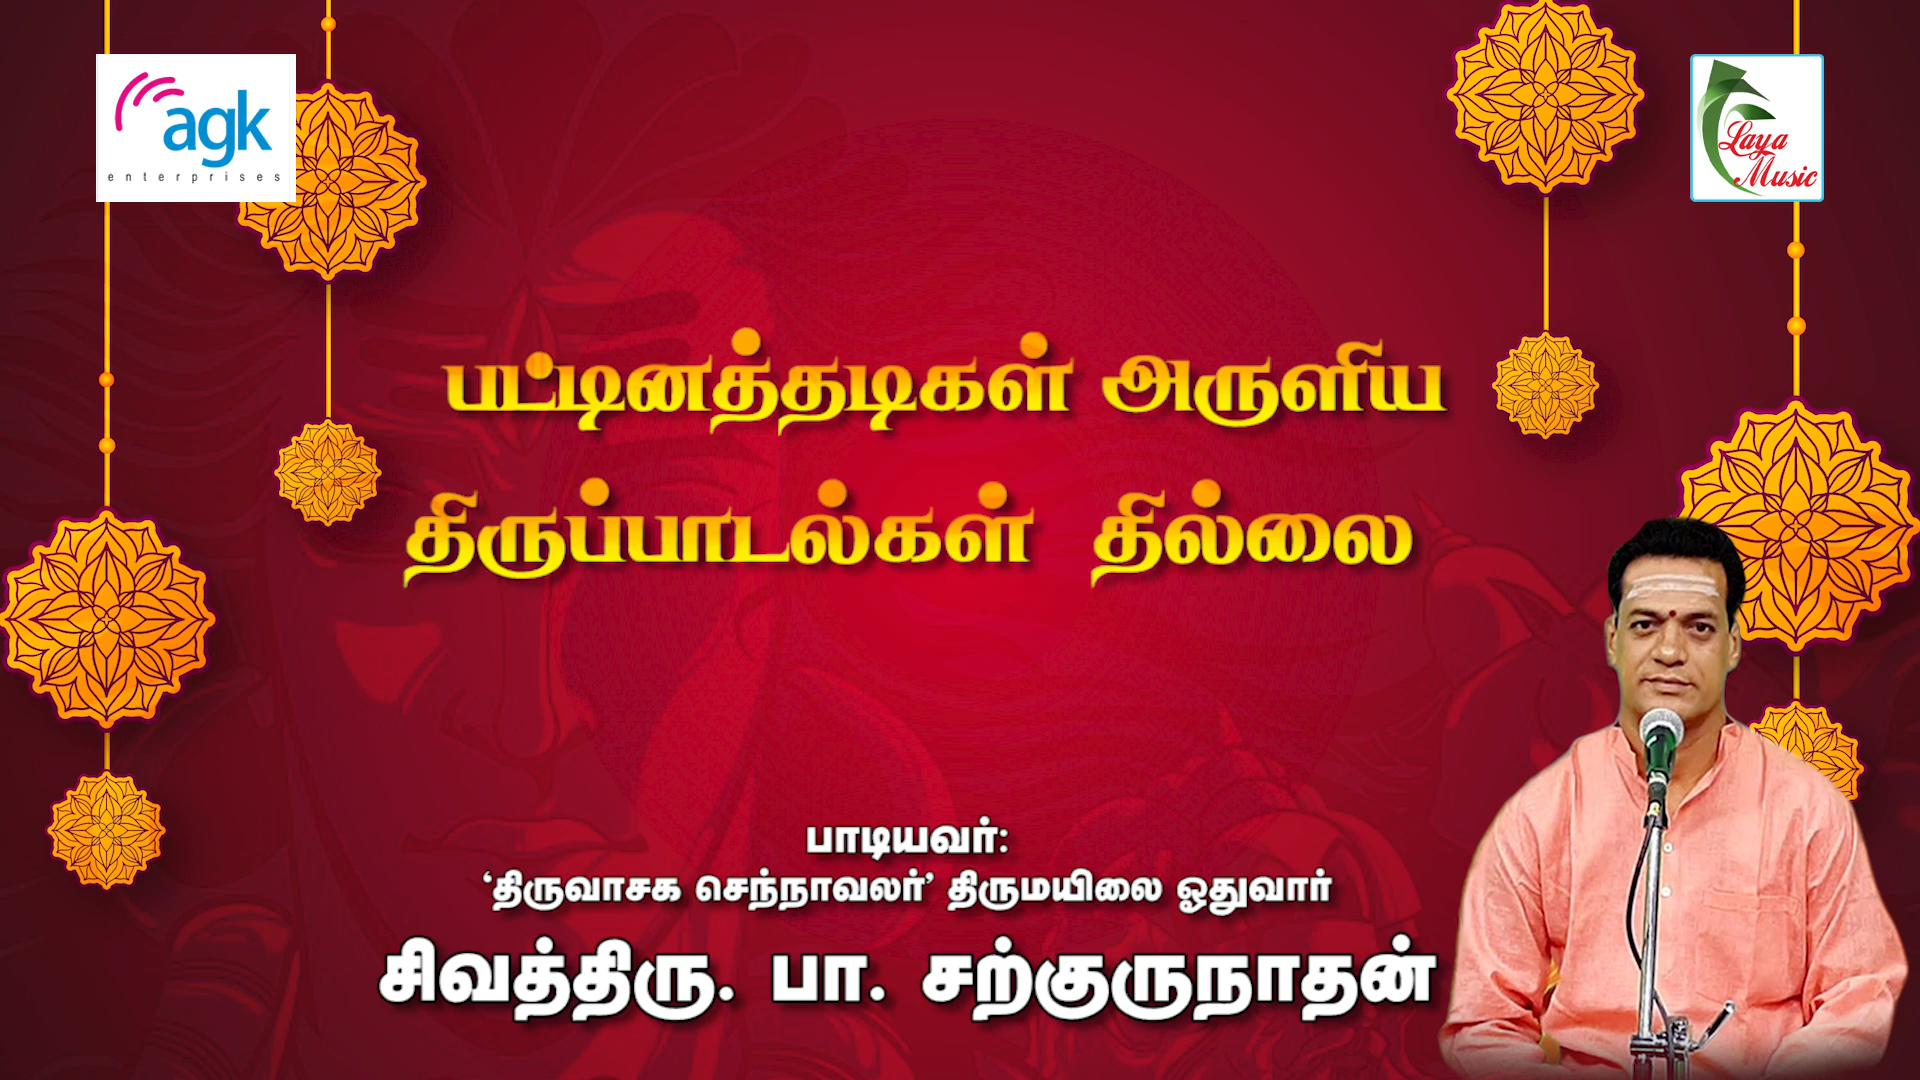 agk
enterprises
Laya
Music
பட்டினத்தடிகள் அருளிய
திருப்பாடல்கள் தில்லை
பாடியவர்:
‘திருவாசக செந்நாவலர்’ திருமயிலை ஓதுவார்
சிவத்திரு. பா. சற்குருநாதன்